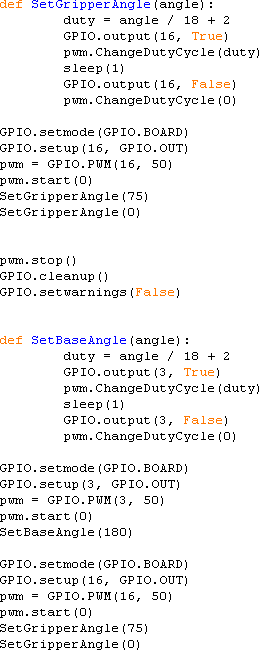 def SetGripperAngle(angle):
        duty = angle / 18 + 2
        GPIO.output(16, True)
        pwm.ChangeDutyCycle(duty)
        sleep(1)
        GPIO.output(16, False)
        pwm.ChangeDutyCycle(0)

GPIO.setmode(GPIO.BOARD)
GPIO.setup(16, GPIO.OUT)
pwm = GPIO.PWM(16, 50)
pwm.start(0)
SetGripperAngle(75)
SetGripperAngle(0)


pwm.stop()
GPIO.cleanup()
GPIO.setwarnings(False)


def SetBaseAngle(angle):
        duty = angle / 18 + 2
        GPIO.output(3, True)
        pwm.ChangeDutyCycle(duty)
        sleep(1)
        GPIO.output(3, False)
        pwm.ChangeDutyCycle(0)

GPIO.setmode(GPIO.BOARD)
GPIO.setup(3, GPIO.OUT)
pwm = GPIO.PWM(3, 50)
pwm.start(0)
SetBaseAngle(180)

GPIO.setmode(GPIO.BOARD)
GPIO.setup(16, GPIO.OUT)
pwm = GPIO.PWM(16, 50)
pwm.start(0)
SetGripperAngle(75)
SetGripperAngle(0)